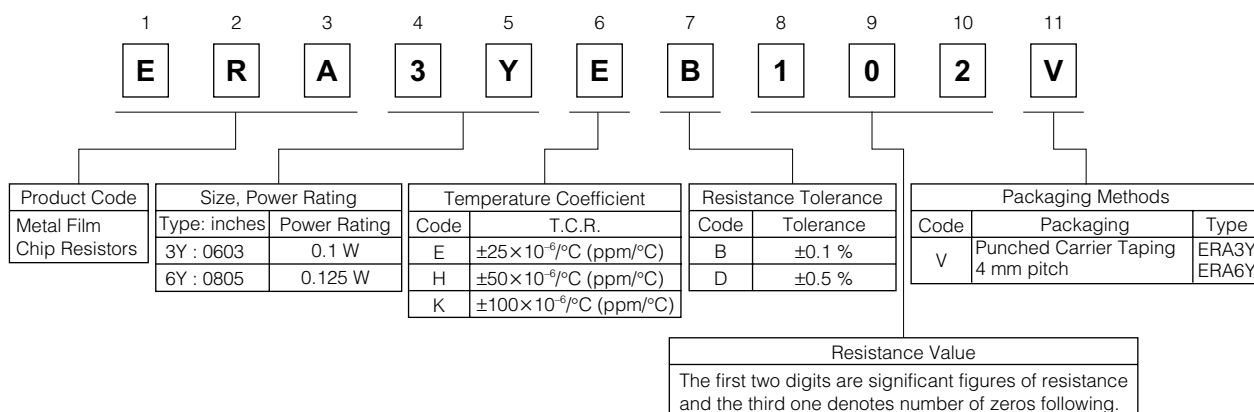 1 2 3 4 5 6 7 8 9 10 11
E R A 3 Y E B 1 0 2 V
Product Code
Metal Film
Chip Resistors
Size, Power Rating
Type: inches Power Rating
3Y : 0603 0.1 W
6Y : 0805 0.125 W
Temperature Coefficient
Code T.C.R.
E ±25×10⁻⁶/°C (ppm/°C)
H ±50×10⁻⁶/°C (ppm/°C)
K ±100×10⁻⁶/°C (ppm/°C)
Resistance Tolerance
Code Tolerance
B ±0.1 %
D ±0.5 %
Packaging Methods
Code Packaging Type
V Punched Carrier Taping ERA3Y
4 mm pitch ERA6Y
Resistance Value
The first two digits are significant figures of resistance
and the third one denotes number of zeros following.